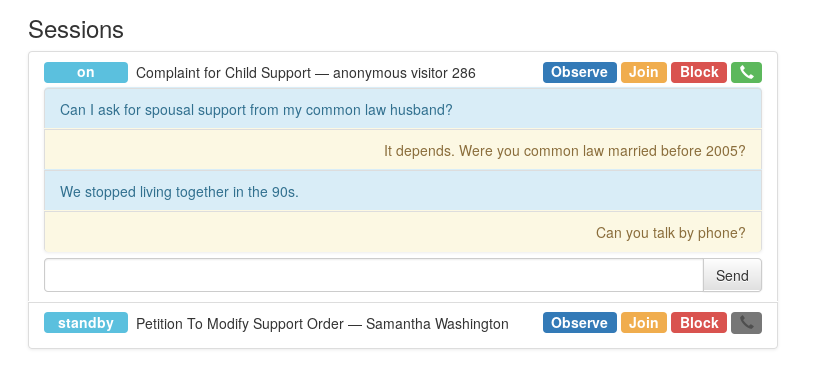 Sessions
on Complaint for Child Support — anonymous visitor 286 Observe Join Block
Can I ask for spousal support from my common law husband?
It depends. Were you common law married before 2005?
We stopped living together in the 90s.
Can you talk by phone?
Send
standby Petition To Modify Support Order — Samantha Washington Observe Join Block